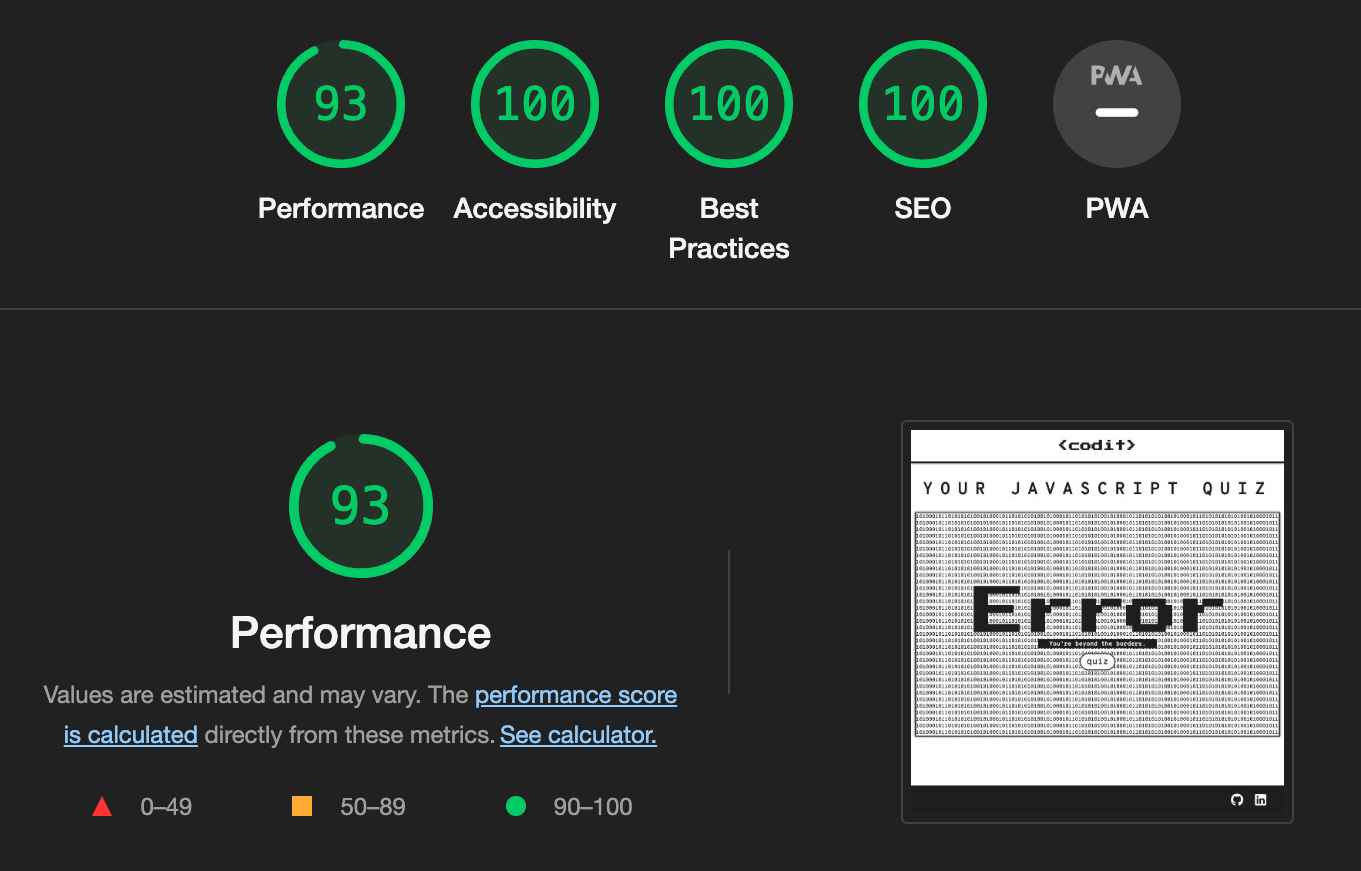 93
100
100
100
PWA
Performance
Accessibility
Best
Practices
SEO
PWA
93
Performance
Values are estimated and may vary. The performance score
is calculated directly from these metrics. See calculator.
0–49
50–89
90–100
<codit>
YOUR JAVASCRIPT QUIZ
Error
You're beyond the borders.
quiz